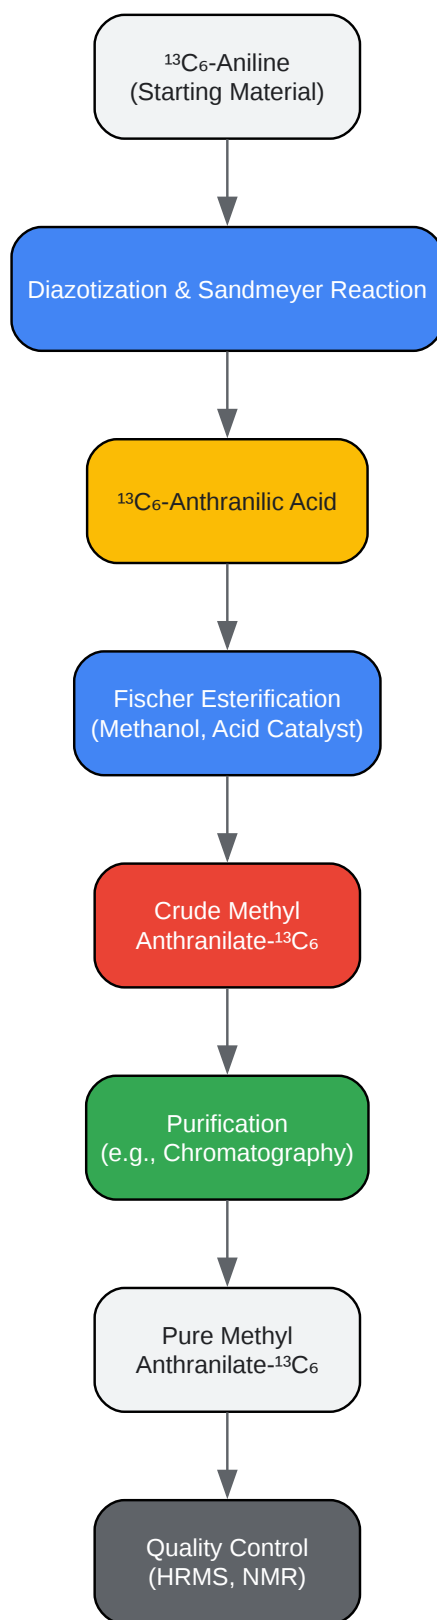 ¹³C₆-Aniline
(Starting Material)
Diazotization & Sandmeyer Reaction
¹³C₆-Anthranilic Acid
Fischer Esterification
(Methanol, Acid Catalyst)
Crude Methyl
Anthranilate-¹³C₆
Purification
(e.g., Chromatography)
Pure Methyl
Anthranilate-¹³C₆
Quality Control
(HRMS, NMR)